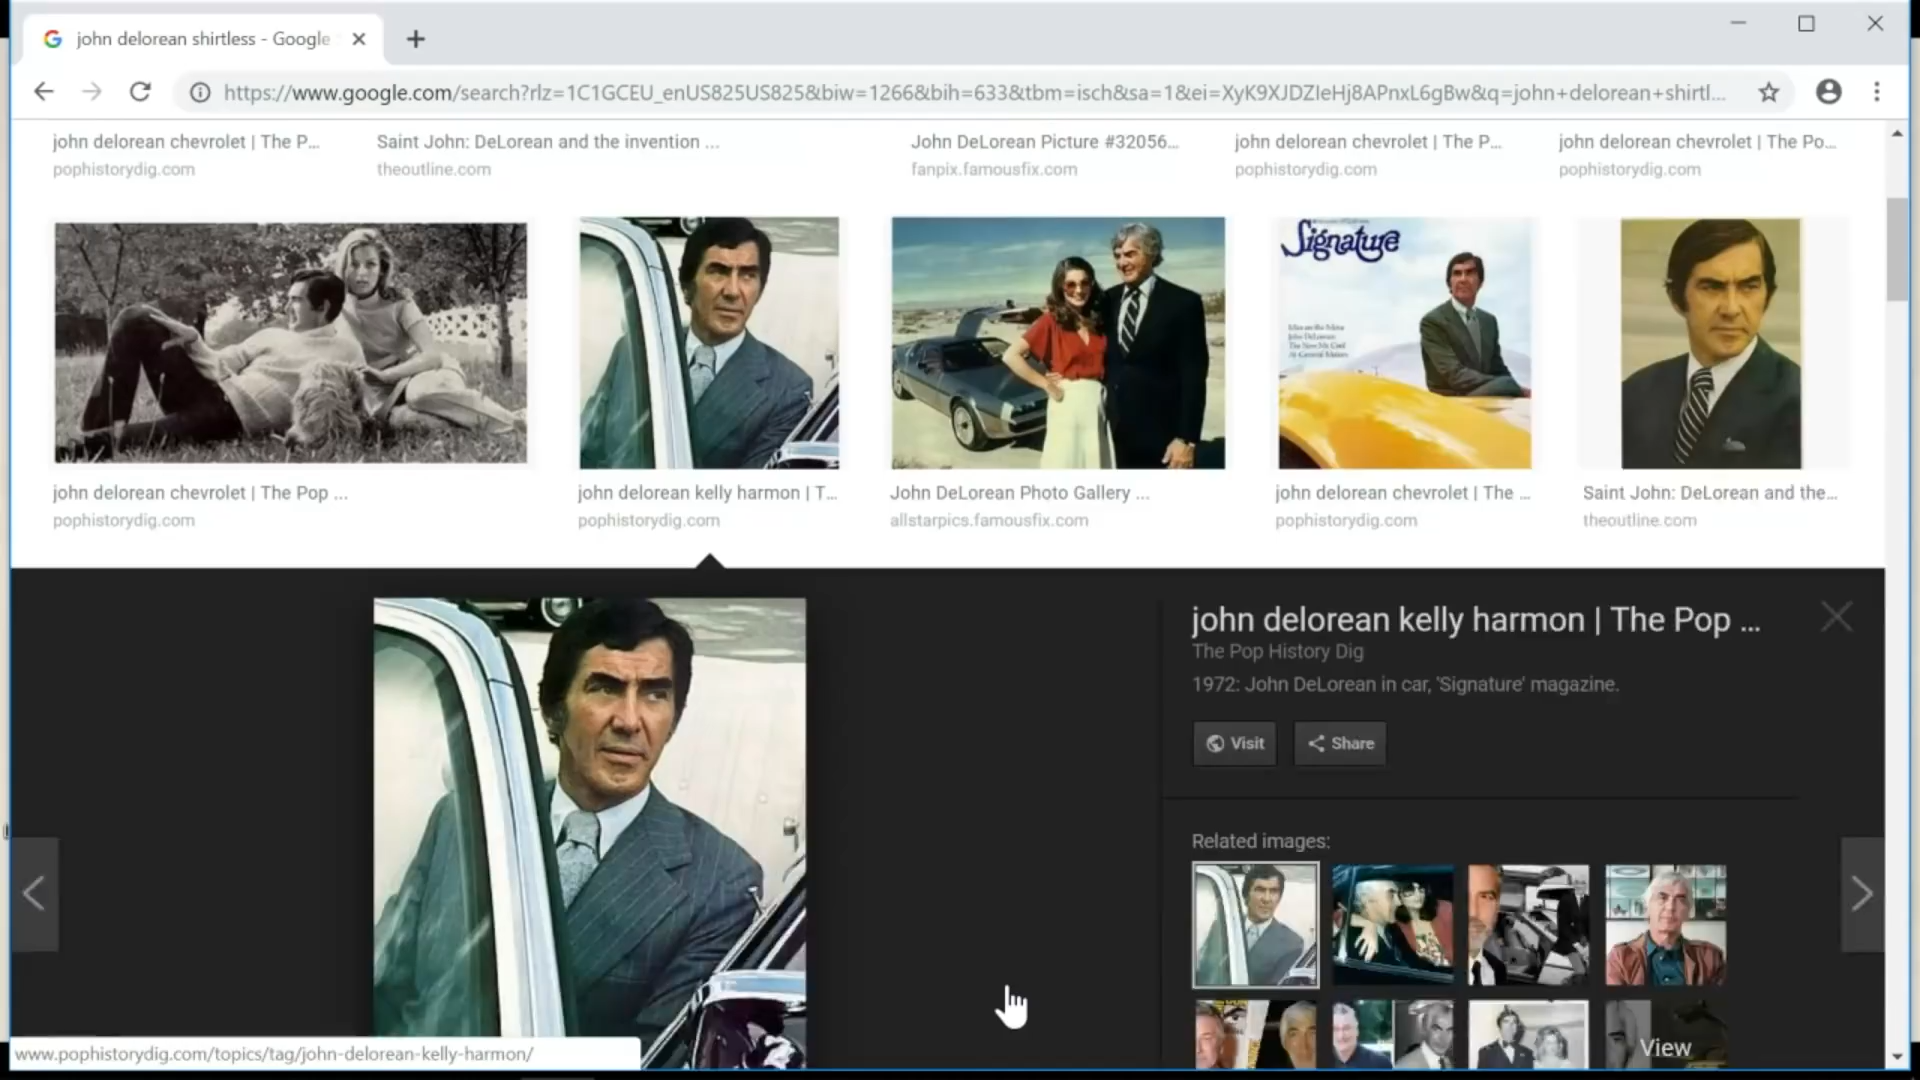 john delorean shirtless - Google
https://www.google.com/search?rlz=1C1GCEU_enUS825US825&biw=1266&bih=633&tbm=isch&sa=1&ei=XyK9XJDZIeHj8APnxL6gBw&q=john+delorean+shirtl...
john delorean chevrolet | The P...
pophistorydig.com
Saint John: DeLorean and the invention ...
theoutline.com
John DeLorean Picture #32056...
fanpix.famousfix.com
john delorean chevrolet | The P...
pophistorydig.com
john delorean chevrolet | The Po...
pophistorydig.com
Signature
john delorean chevrolet | The Pop ...
pophistorydig.com
john delorean kelly harmon | T...
pophistorydig.com
John DeLorean Photo Gallery ...
allstarpics.famousfix.com
john delorean chevrolet | The ...
pophistorydig.com
Saint John: DeLorean and the...
theoutline.com
john delorean kelly harmon | The Pop ...
The Pop History Dig
1972: John DeLorean in car, 'Signature' magazine.
Visit
Share
Related images:
View
www.pophistorydig.com/topics/tag/john-delorean-kelly-harmon/